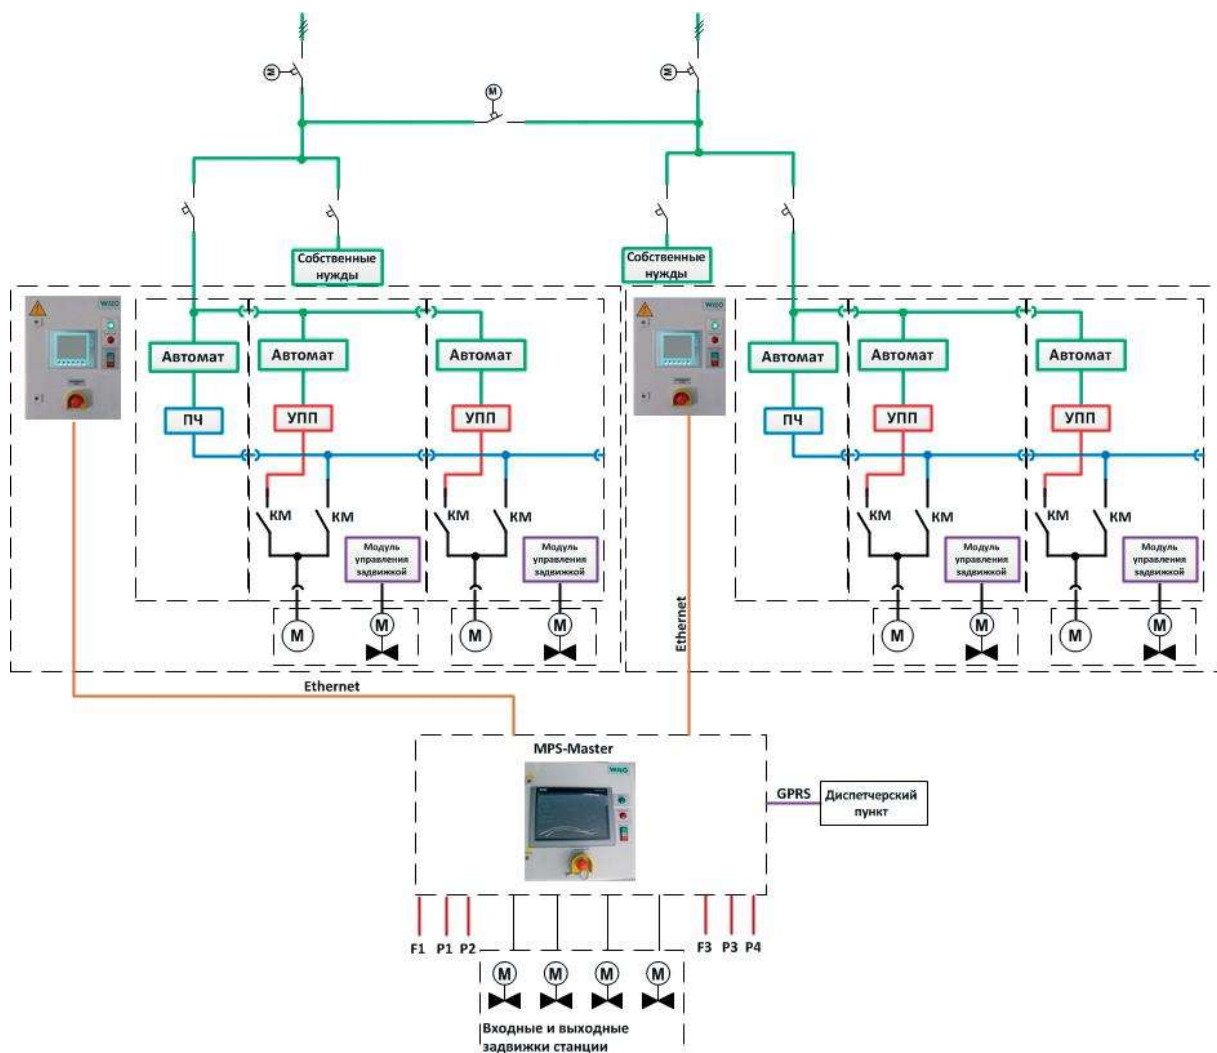 M
M
M
Собственные
нужды
Собственные
нужды
WILO
WILO
Автомат
Автомат
Автомат
Автомат
Автомат
Автомат
ПЧ
УПП
УПП
ПЧ
УПП
УПП
КМ
КМ
КМ
КМ
КМ
КМ
КМ
КМ
Модуль
управления
задвижкой
Модуль
управления
задвижкой
Модуль
управления
задвижкой
Модуль
управления
задвижкой
M
M
M
M
M
M
M
M
Ethernet
Ethernet
MPS-Master
WILO
GPRS
Диспетчерский
пункт
F1 P1 P2
F3 P3 P4
M
M
M
M
Входные и выходные
задвижки станции